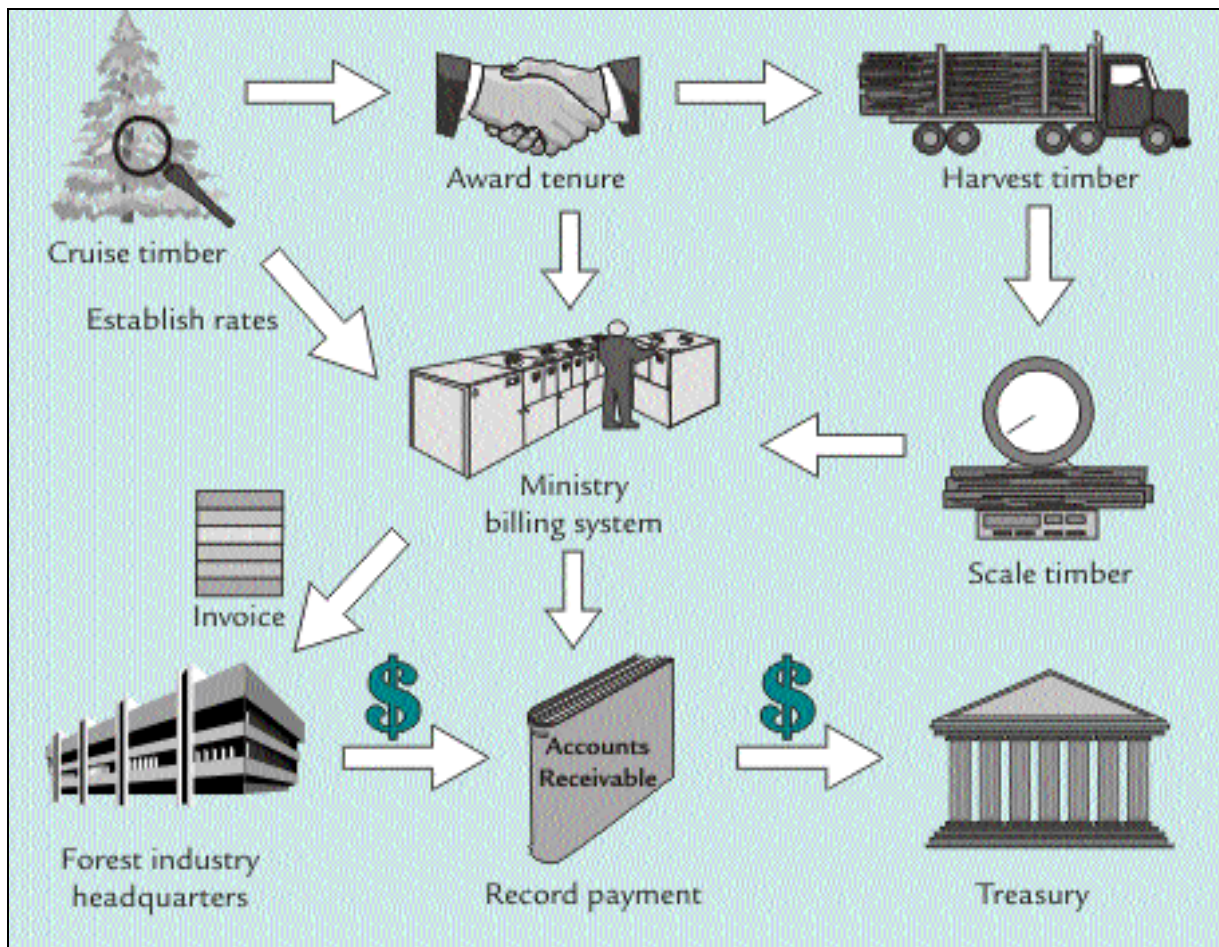 Award tenure
Harvest timber
Cruise timber
Establish rates
Ministry
billing system
Scale timber
Invoice
$
$
Accounts
Receivable
Forest industry
headquarters
Record payment
Treasury